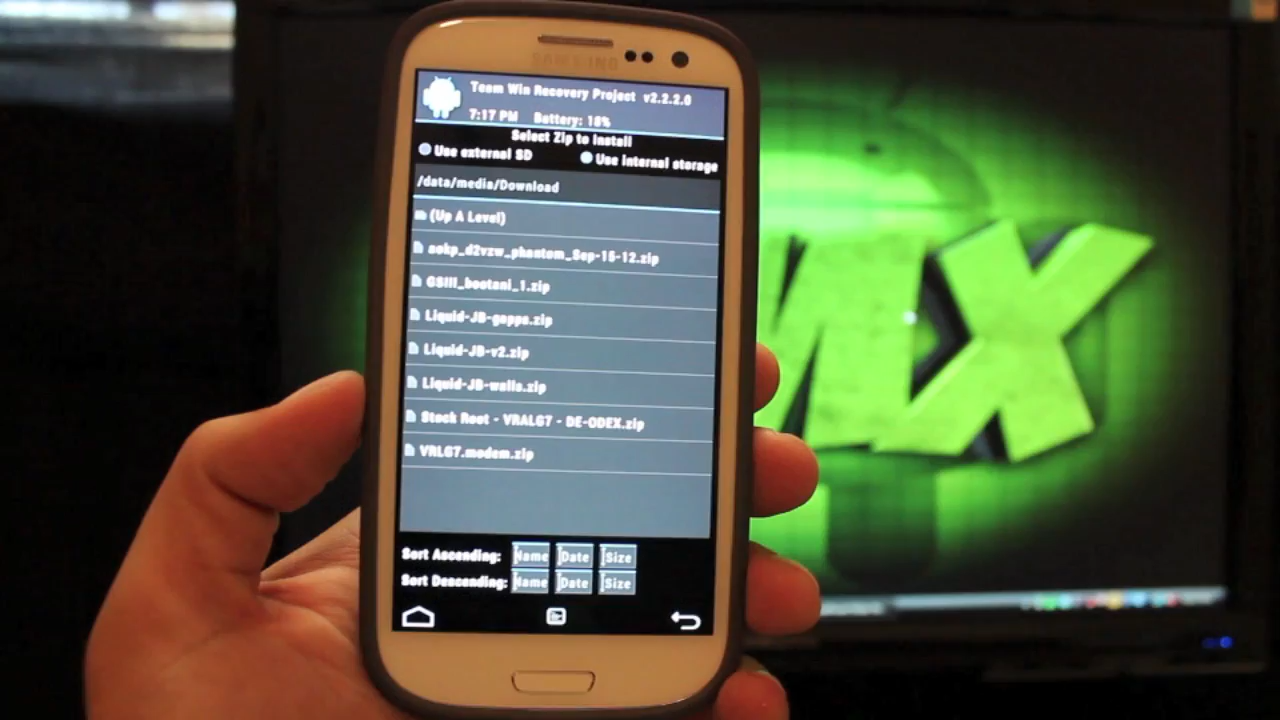 SAMSUNG
Team Win Recovery Project v2.2.2.0
7:17 PM Battery: 16%
Select Zip to Install
Use external SD Use internal storage
/data/media/Download
(Up A Level)
aokp_d2vzw_phantom_Sep-15-12.zip
GSIII_bootani_1.zip
Liquid-JB-gapps.zip
Liquid-JB-v2.zip
Liquid-JB-walls.zip
Stock Root - VRALG7 - DE-ODEX.zip
VRLG7.modem.zip
Sort Ascending: Name Date Size
Sort Descending: Name Date Size